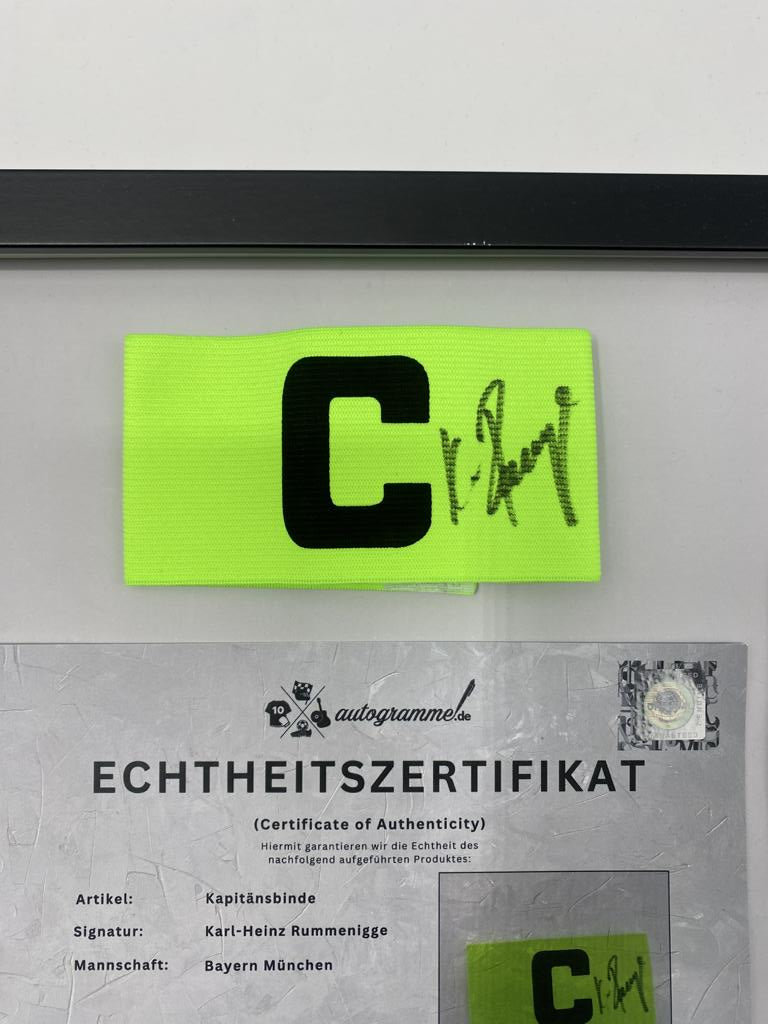 C
10
autogramme.de
ECHTHEITSZERTIFIKAT
(Certificate of Authenticity)
Hiermit garantieren wir die Echtheit des
nachfolgend aufgeführten Produktes:
Artikel: Kapitänsbinde
Signatur: Karl-Heinz Rummenigge
Mannschaft: Bayern München
C